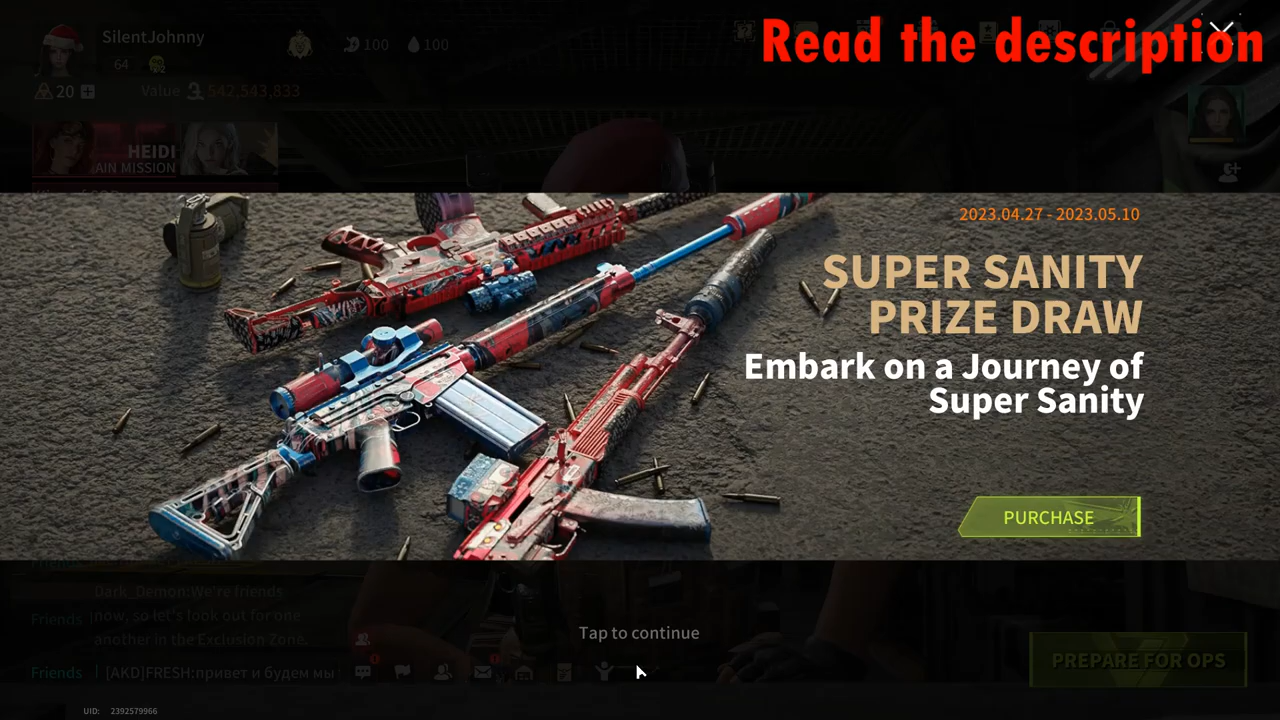 Read the description
SilentJohnny
100
100
64
20
Value
542,543,833
HEIDI
AIN MISSION
2023.04.27 - 2023.05.10
SUPER SANITY
PRIZE DRAW
Embark on a Journey of
Super Sanity
PURCHASE
Friends
Dark_Demon:We're friends
now, so let's look out for one
another in the Exclusion Zone.
Tap to continue
Friends
[AKD]FRESH:привет и будем мы
PREPARE FOR OPS
UID: 2392579966